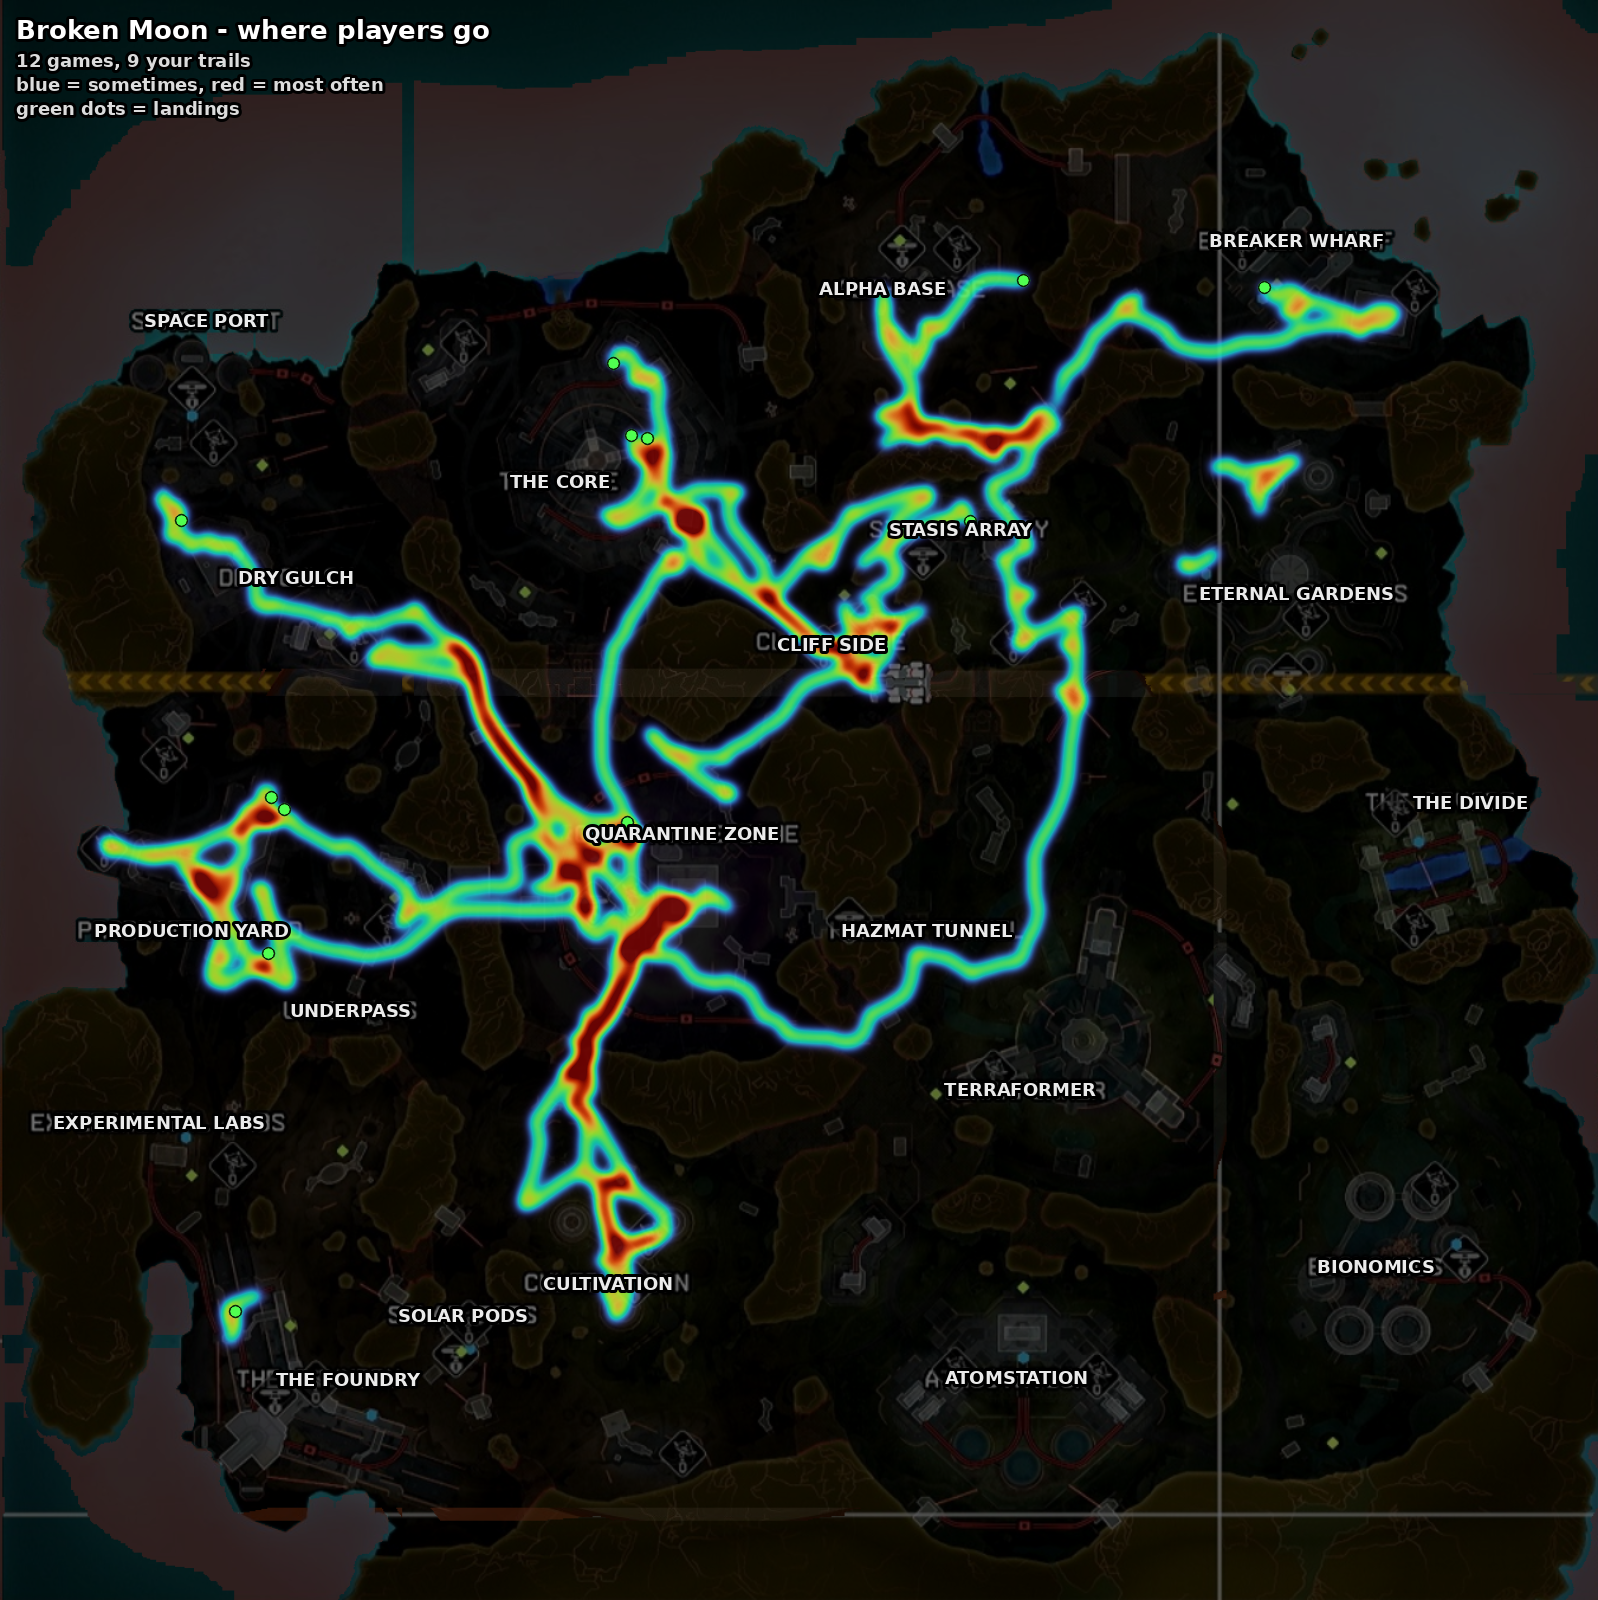 Broken Moon - where players go
12 games, 9 your trails
blue = sometimes, red = most often
green dots = landings
BREAKER WHARF
ALPHA BASE
SPACE PORT
THE CORE
STASIS ARRAY
DRY GULCH
ETERNAL GARDENS
CLIFF SIDE
THE DIVIDE
QUARANTINE ZONE
PRODUCTION YARD
HAZMAT TUNNEL
UNDERPASS
TERRAFORMER
EXPERIMENTAL LABS
BIONOMICS
CULTIVATION
SOLAR PODS
THE FOUNDRY
ATOMSTATION